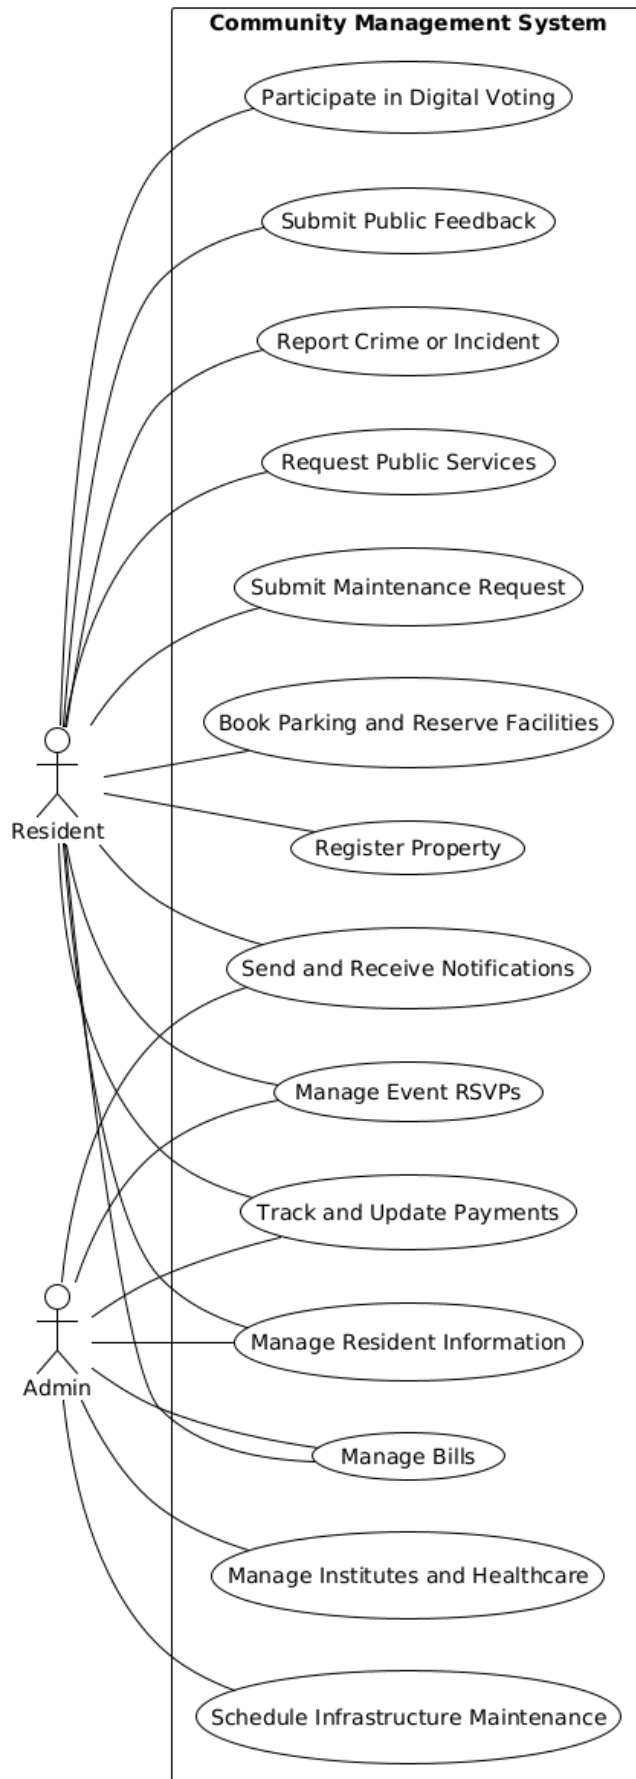 Community Management System
Participate in Digital Voting
Submit Public Feedback
Report Crime or Incident
Request Public Services
Submit Maintenance Request
Book Parking and Reserve Facilities
Resident
Register Property
Send and Receive Notifications
Manage Event RSVPs
Track and Update Payments
Manage Resident Information
Admin
Manage Bills
Manage Institutes and Healthcare
Schedule Infrastructure Maintenance